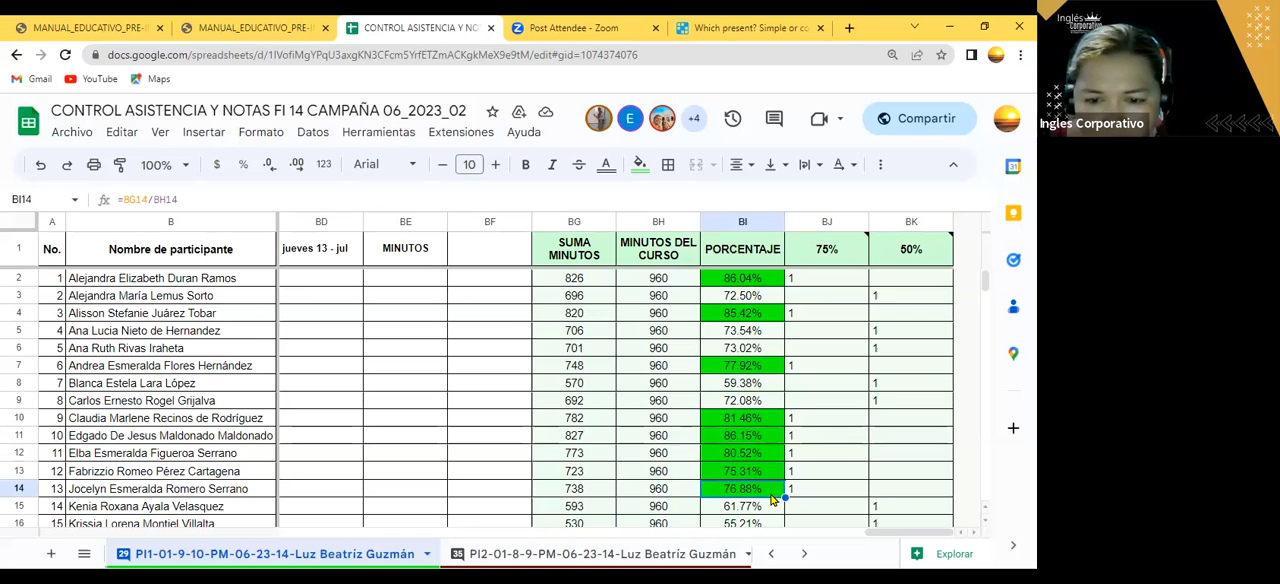 MANUAL_EDUCATIVO_PRE-II
MANUAL_EDUCATIVO_PRE-II
CONTROL ASISTENCIA Y NOTAS
Post Attendee - Zoom
Which present? Simple or co
docs.google.com/spreadsheets/d/1IVofiMgYPqU3axgKN3CFcm5YrfETZmACKgkMeX9e9tM/edit#gid=1074374076
Gmail YouTube Maps
CONTROL ASISTENCIA Y NOTAS FI 14 CAMPAÑA 06_2023_02
Archivo Editar Ver Insertar Formato Datos Herramientas Extensiones Ayuda
E +4 Compartir
100% $ % .0 .00 123 Arial 10 B I A
BI14 fx =BG14/BH14
A B BD BE BF BG BH BI BJ BK
1 No. Nombre de participante jueves 13 - jul MINUTOS SUMA MINUTOS MINUTOS DEL CURSO PORCENTAJE 75% 50%
2 1 Alejandra Elizabeth Duran Ramos 826 960 86.04% 1
3 2 Alejandra María Lemus Sorto 696 960 72.50% 1
4 3 Alisson Stefanie Juárez Tobar 820 960 85.42% 1
5 4 Ana Lucia Nieto de Hernandez 706 960 73.54% 1
6 5 Ana Ruth Rivas Iraheta 701 960 73.02% 1
7 6 Andrea Esmeralda Flores Hernández 748 960 77.92% 1
8 7 Blanca Estela Lara López 570 960 59.38% 1
9 8 Carlos Ernesto Rogel Grijalva 692 960 72.08% 1
10 9 Claudia Marlene Recinos de Rodríguez 782 960 81.46% 1
11 10 Edgado De Jesus Maldonado Maldonado 827 960 86.15% 1
12 11 Elba Esmeralda Figueroa Serrano 773 960 80.52% 1
13 12 Fabrizzio Romeo Pérez Cartagena 723 960 75.31% 1
14 13 Jocelyn Esmeralda Romero Serrano 738 960 76.88% 1
15 14 Kenia Roxana Ayala Velasquez 593 960 61.77% 1
16 15 Krissia Lorena Montiel Villalta 530 960 55.21% 1
29 PI1-01-9-10-PM-06-23-14-Luz Beatríz Guzmán
35 PI2-01-8-9-PM-06-23-14-Luz Beatríz Guzmán
Explorar
Inglés
Corporativo
Ingles Corporativo